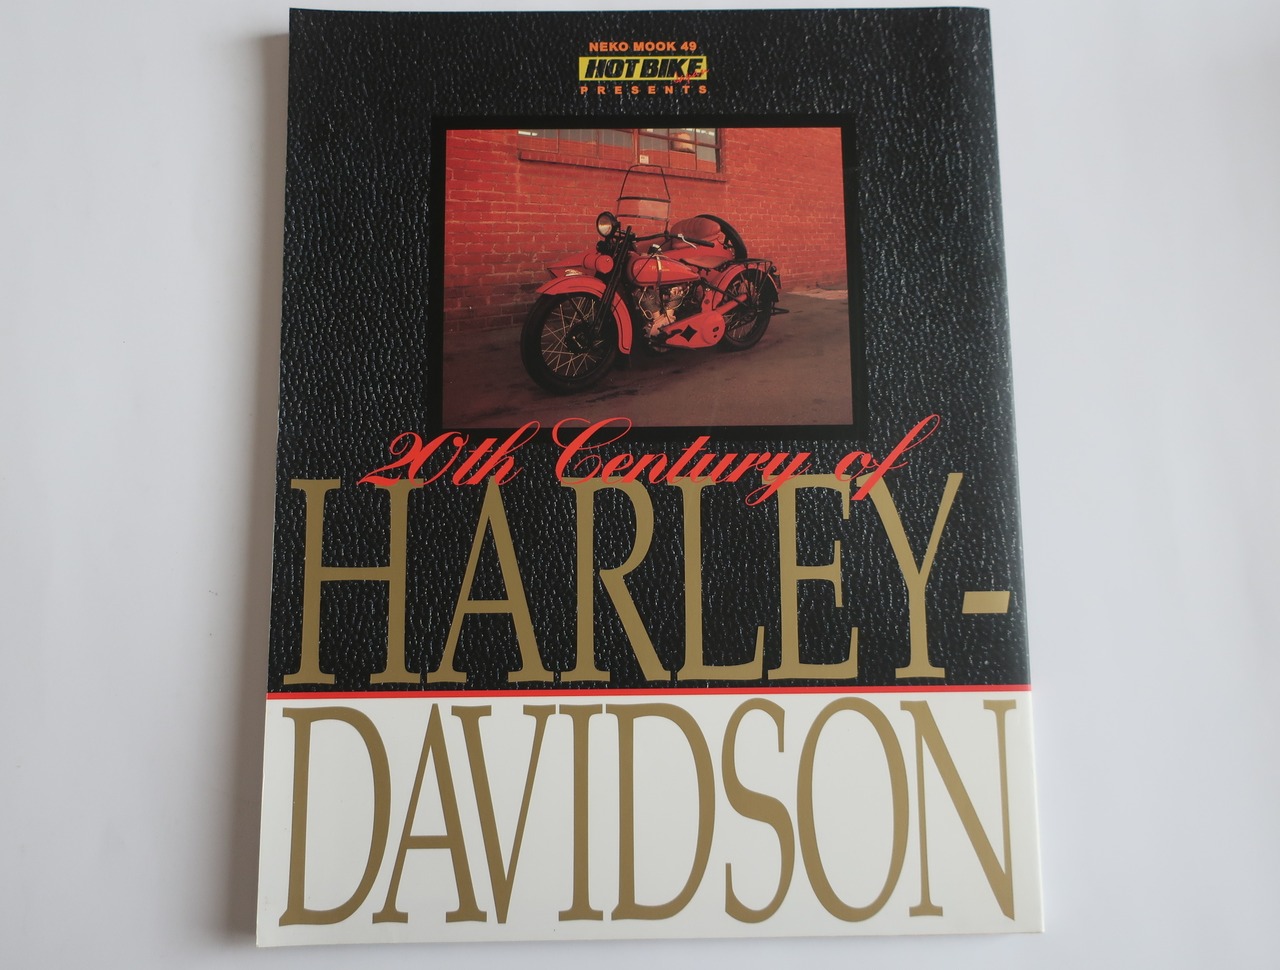 NEKO MOOK 49
HOT BIKE
PRESENTS
20th Century of
HARLEY-
DAVIDSON